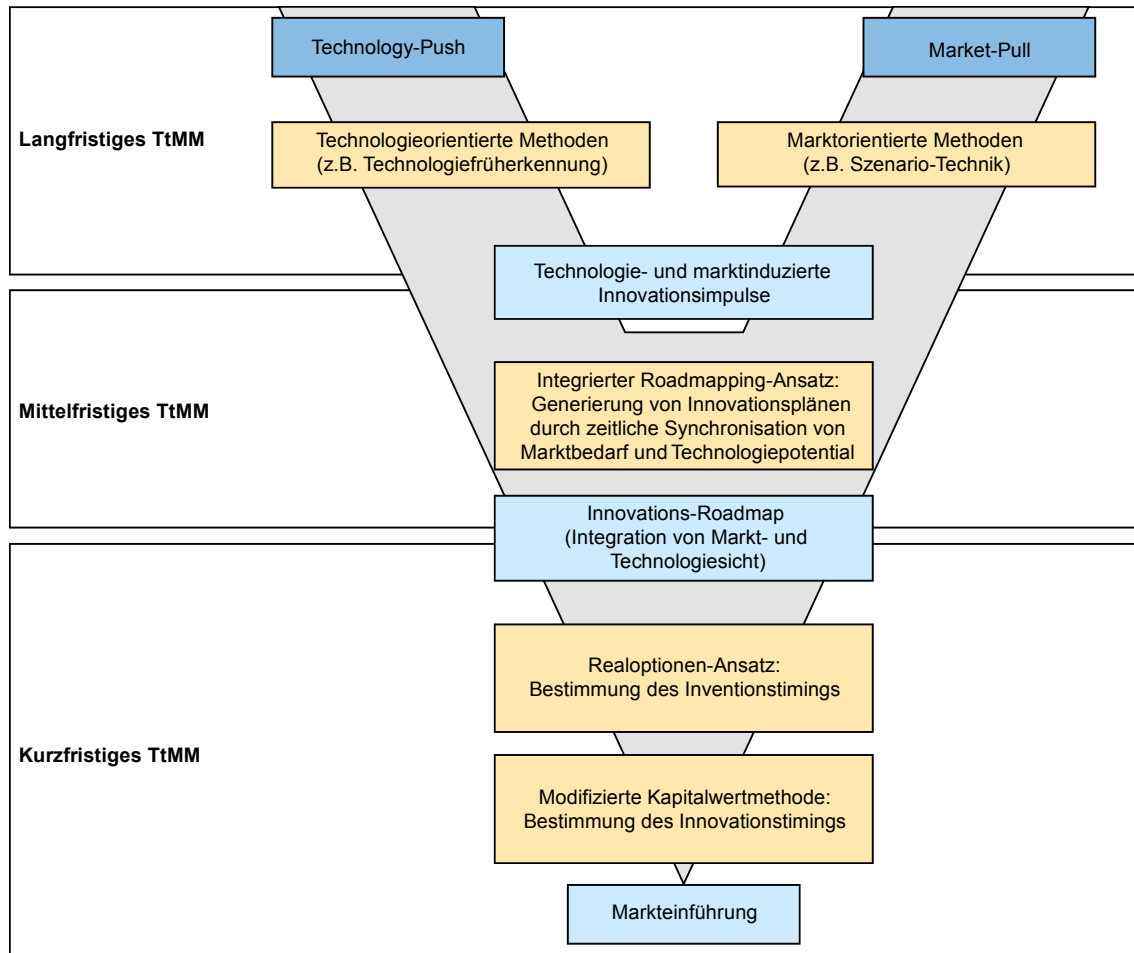 Technology-Push
Market-Pull
Langfristiges TtMM
Technologieorientierte Methoden
(z.B. Technologiefrüherkennung)
Marktorientierte Methoden
(z.B. Szenario-Technik)
Technologie- und marktinduzierte
Innovationsimpulse
Mittelfristiges TtMM
Integrierter Roadmapping-Ansatz:
Generierung von Innovationsplänen
durch zeitliche Synchronisation von
Marktbedarf und Technologiepotential
Innovations-Roadmap
(Integration von Markt- und
Technologiesicht)
Kurzfristiges TtMM
Realoptionen-Ansatz:
Bestimmung des Inventionstimings
Modifizierte Kapitalwertmethode:
Bestimmung des Innovationstimings
Markteinführung